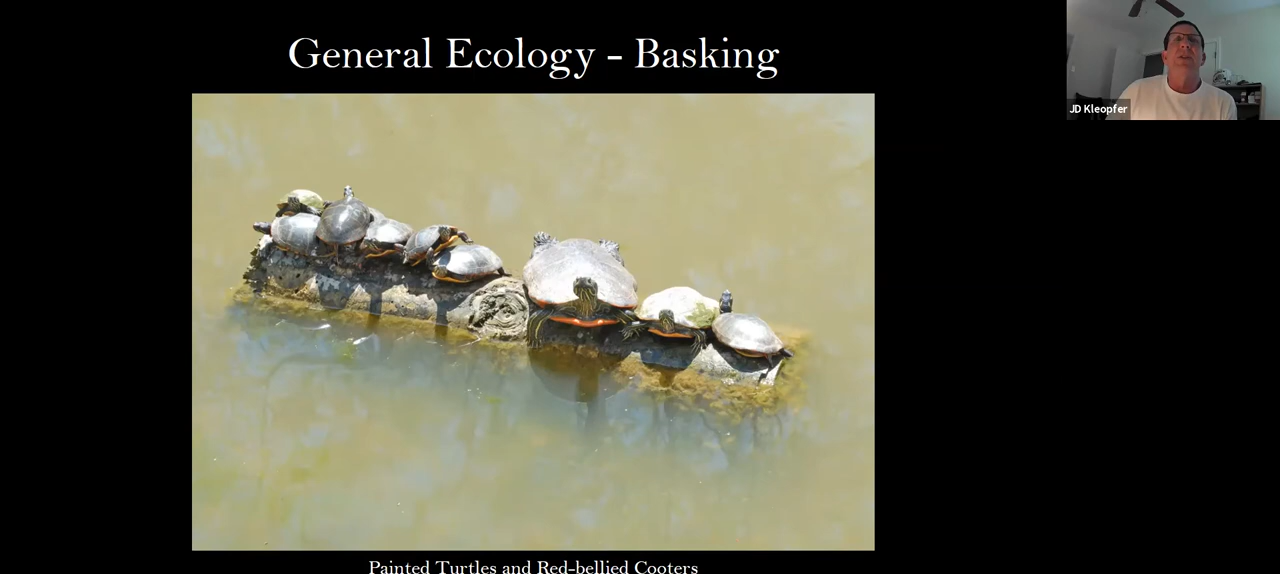 General Ecology - Basking
JD Kleopfer
Painted Turtles and Red-bellied Cooters